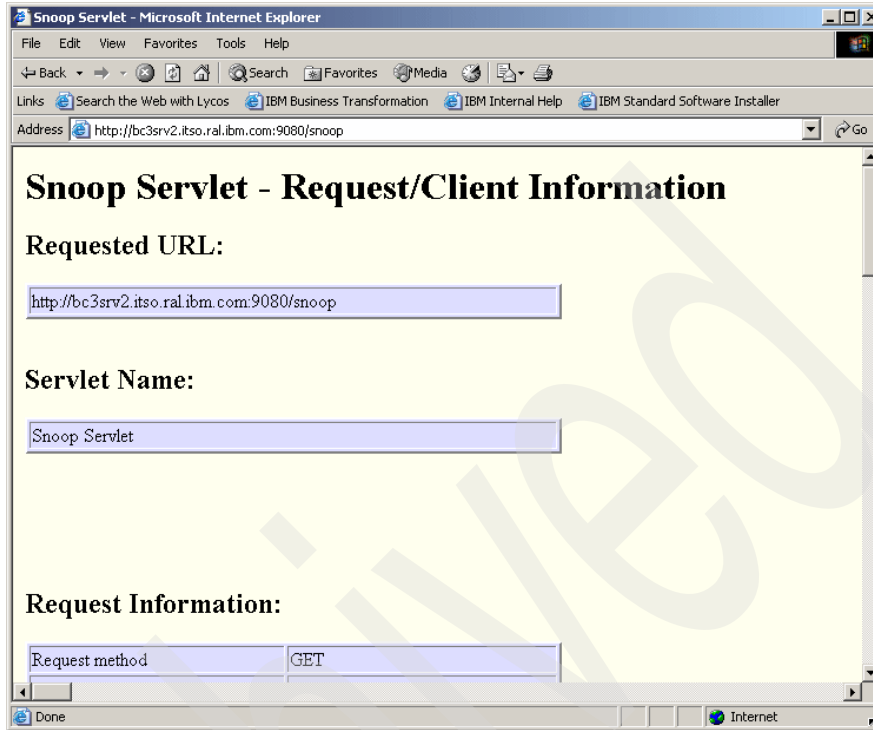 Snoop Servlet - Microsoft Internet Explorer
File Edit View Favorites Tools Help
Back Search Favorites Media
Links Search the Web with Lycos IBM Business Transformation IBM Internal Help IBM Standard Software Installer
Address http://bc3srv2.itso.ral.ibm.com:9080/snoop Go
Snoop Servlet - Request/Client Information
Requested URL:
http://bc3srv2.itso.ral.ibm.com:9080/snoop
Servlet Name:
Snoop Servlet
Request Information:
Request method GET
Done Internet